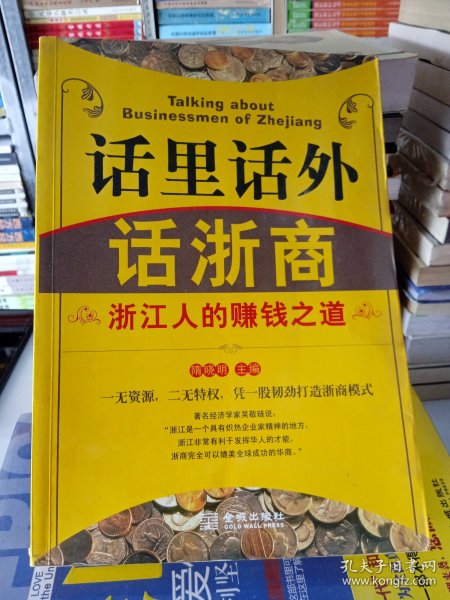 Talking about
Businessmen of Zhejiang
话里话外
话浙商
浙江人的赚钱之道
隋晓明 主编
一无资源，二无特权，凭一股韧劲打造浙商模式
著名经济学家吴敬琏说：
“浙江是一个具有炽热企业家精神的地方，
浙江非常有利于发挥华人的才能，
浙商完全可以媲美全球成功的华商。”
金城出版社
GOLD WALL PRESS
LOVE
the Un
爱
孔夫子旧书网